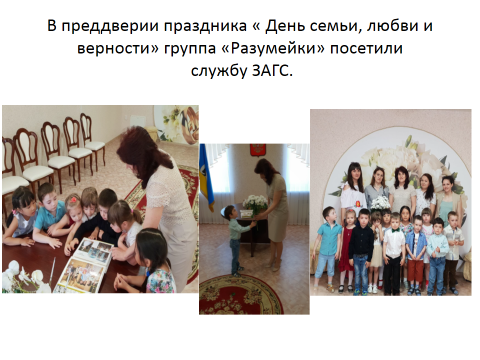 В преддверии праздника « День семьи, любви и
верности» группа «Разумейки» посетили
службу ЗАГС.